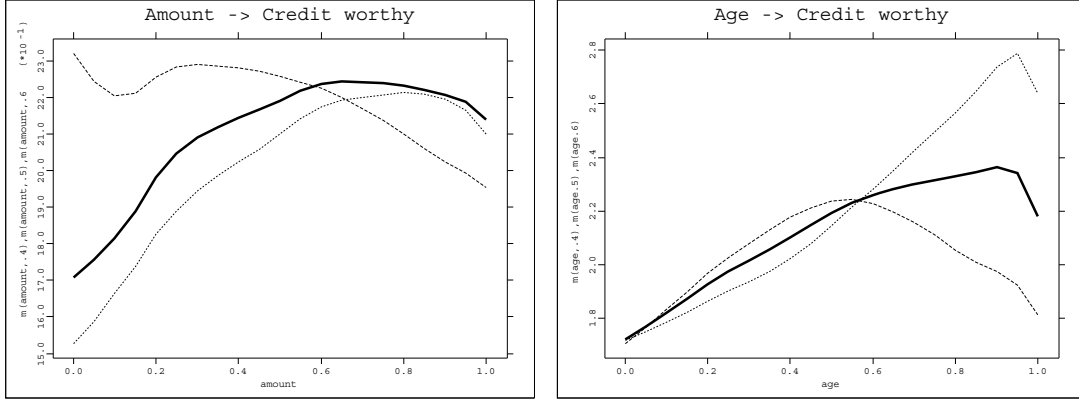 Amount -> Credit worthy
m(amount,.4),m(amount,.5),m(amount,.6 (*10^-1)
23.0
22.0
21.0
20.0
19.0
18.0
17.0
16.0
15.0
0.0 0.2 0.4 0.6 0.8 1.0
amount
Age -> Credit worthy
m(age,.4),m(age.5),m(age.6)
2.8
2.6
2.4
2.2
2.0
1.8
0.0 0.2 0.4 0.6 0.8 1.0
age